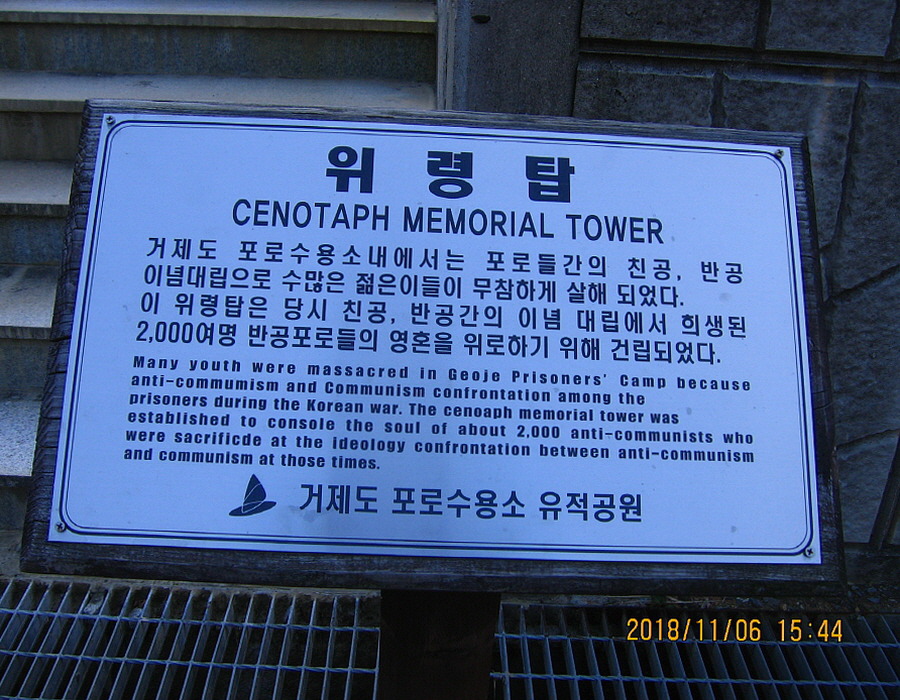 위령탑
CENOTAPH MEMORIAL TOWER
거제도 포로수용소내에서는 포로들간의 친공, 반공
이념대립으로 수많은 젊은이들이 무참하게 살해 되었다.
이 위령탑은 당시 친공, 반공간의 이념 대립에서 희생된
2,000여명 반공포로들의 영혼을 위로하기 위해 건립되었다.
Many youth were massacred in Geoje Prisoners' Camp because
anti-commumism and Communism confrontation among the
prisoners during the Korean war. The cenoaph memorial tower was
established to console the soul of about 2,000 anti-communists who
were sacrificde at the ideology confrontation between anti-communism
and communism at those times.
거제도 포로수용소 유적공원
2018/11/06 15:44